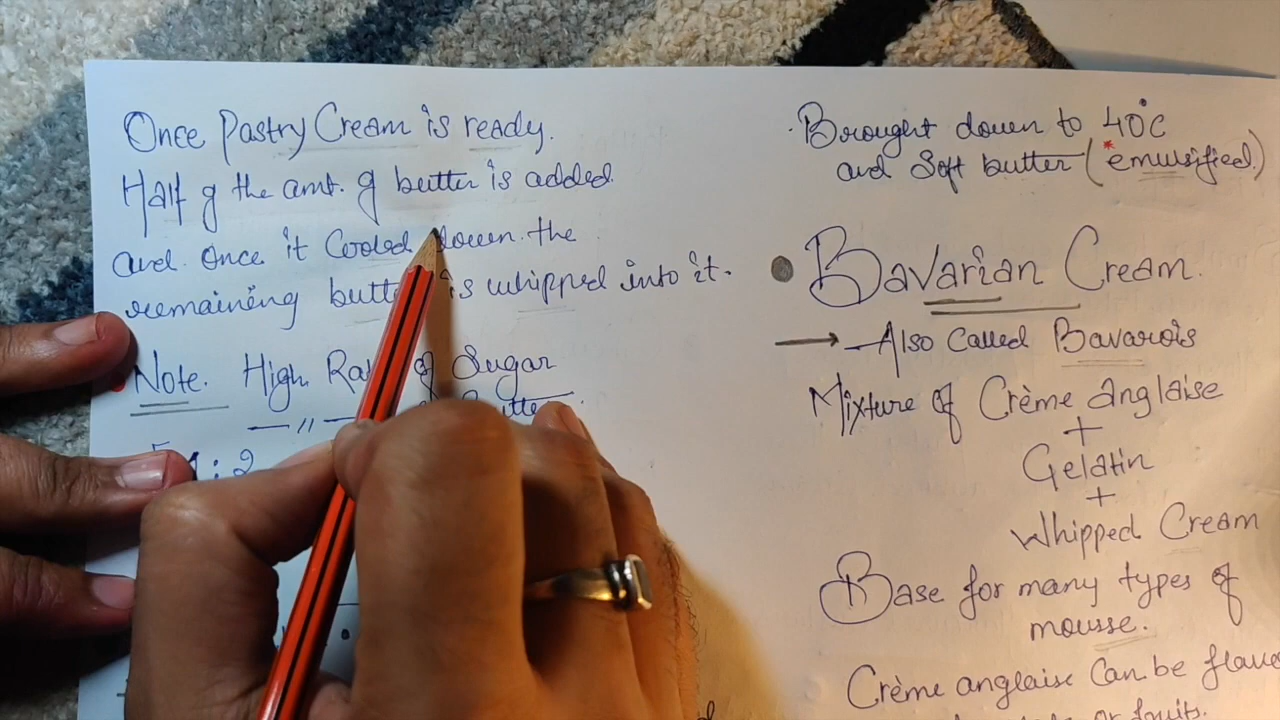 Once Pastry Cream is ready.
Half of the amt. of butter is added
and once it Cooled down the
remaining butter is whipped into it.
Note. High of Sugar
— 〃 —
: 2
Brought down to 40°C
and Soft butter (*emulsified)
Bavarian Cream.
→ Also Called Bavarois
Mixture of Crème anglaise
+
Gelatin
+
Whipped Cream
Base for many types of
mousse.
Crème anglaise Can be
or fruits.